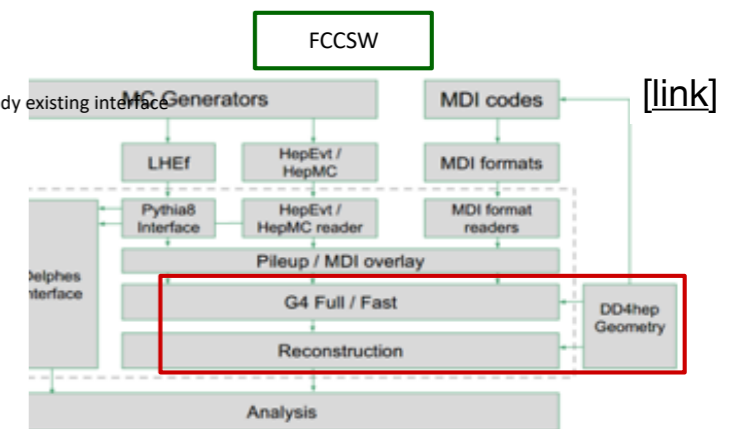 FCCSW
[link]
dy existing interface
MC Generators
MDI codes
LHEf
HepEvt /
HepMC
MDI formats
Pythia8
Interface
HepEvt /
HepMC reader
MDI format
readers
Pileup / MDI overlay
Delphes
nterface
G4 Full / Fast
DD4hep
Geometry
Reconstruction
Analysis